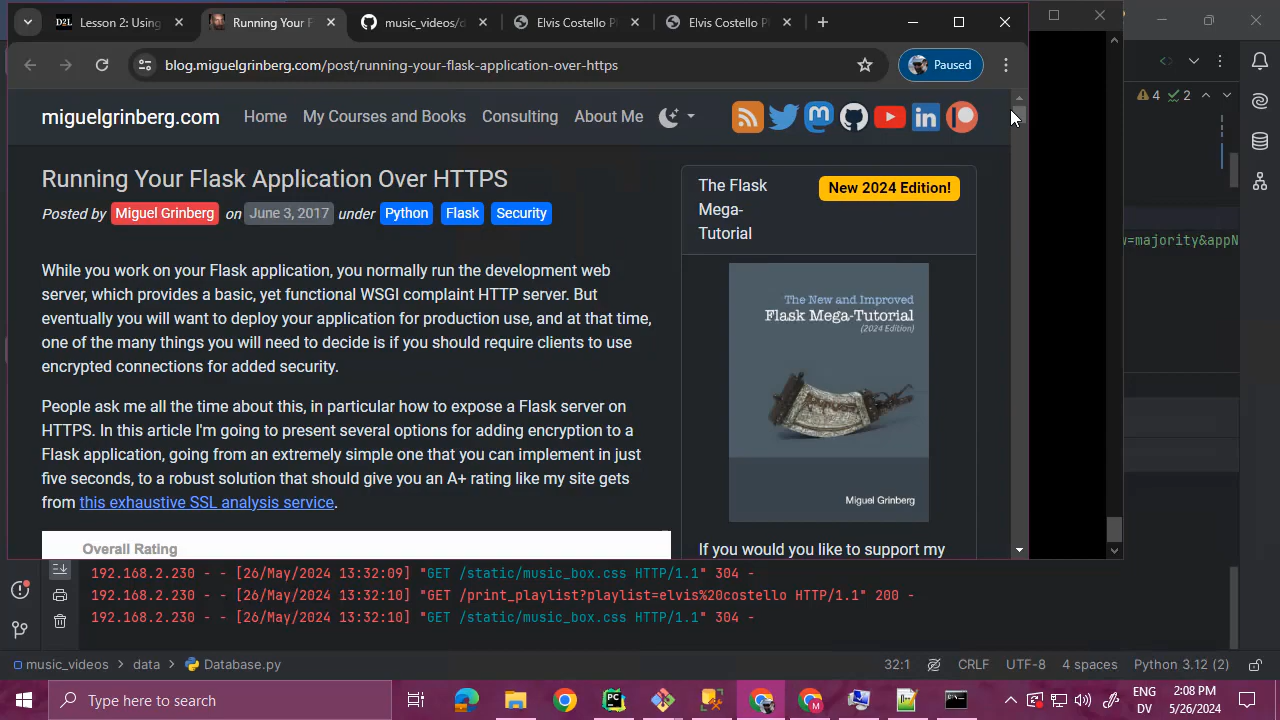 Lesson 2: Using
Running Your F
music_videos/d
Elvis Costello P
Elvis Costello P
blog.miguelgrinberg.com/post/running-your-flask-application-over-https
Paused
miguelgrinberg.com
Home
My Courses and Books
Consulting
About Me
Running Your Flask Application Over HTTPS
Posted by Miguel Grinberg on June 3, 2017 under Python Flask Security
While you work on your Flask application, you normally run the development web
server, which provides a basic, yet functional WSGI complaint HTTP server. But
eventually you will want to deploy your application for production use, and at that time,
one of the many things you will need to decide is if you should require clients to use
encrypted connections for added security.
People ask me all the time about this, in particular how to expose a Flask server on
HTTPS. In this article I'm going to present several options for adding encryption to a
Flask application, going from an extremely simple one that you can implement in just
five seconds, to a robust solution that should give you an A+ rating like my site gets
from this exhaustive SSL analysis service.
Overall Rating
The Flask
Mega-
Tutorial
New 2024 Edition!
The New and Improved
Flask Mega-Tutorial
(2024 Edition)
Miguel Grinberg
If you would you like to support my
4 2
w=majority&appN
192.168.2.230 - - [26/May/2024 13:32:09] "GET /static/music_box.css HTTP/1.1" 304 -
192.168.2.230 - - [26/May/2024 13:32:10] "GET /print_playlist?playlist=elvis%20costello HTTP/1.1" 200 -
192.168.2.230 - - [26/May/2024 13:32:10] "GET /static/music_box.css HTTP/1.1" 304 -
music_videos > data > Database.py
32:1 CRLF UTF-8 4 spaces Python 3.12 (2)
Type here to search
ENG
DV
2:08 PM
5/26/2024